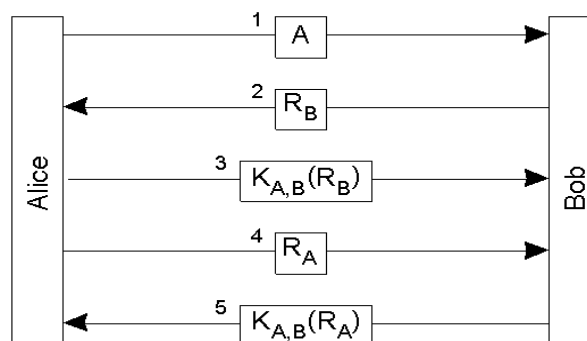 Alice
1 A
2 R_B
3 K_A,B(R_B)
4 R_A
5 K_A,B(R_A)
Bob